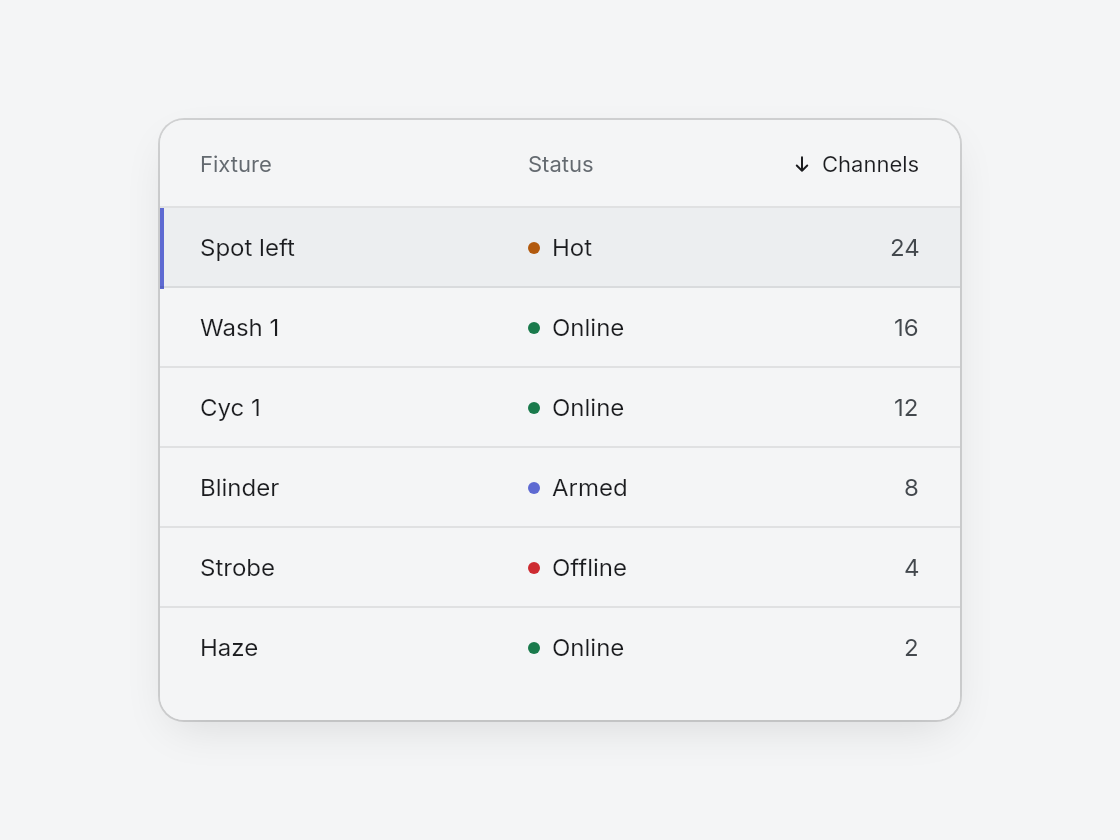 Fixture Status Channels
Spot left Hot 24
Wash 1 Online 16
Cyc 1 Online 12
Blinder Armed 8
Strobe Offline 4
Haze Online 2